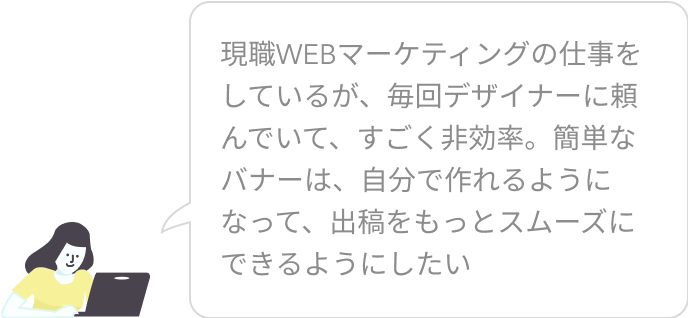 現職WEBマーケティングの仕事を
しているが、毎回デザイナーに頼
んでいて、すごく非効率。簡単な
バナーは、自分で作れるように
なって、出稿をもっとスムーズに
できるようにしたい